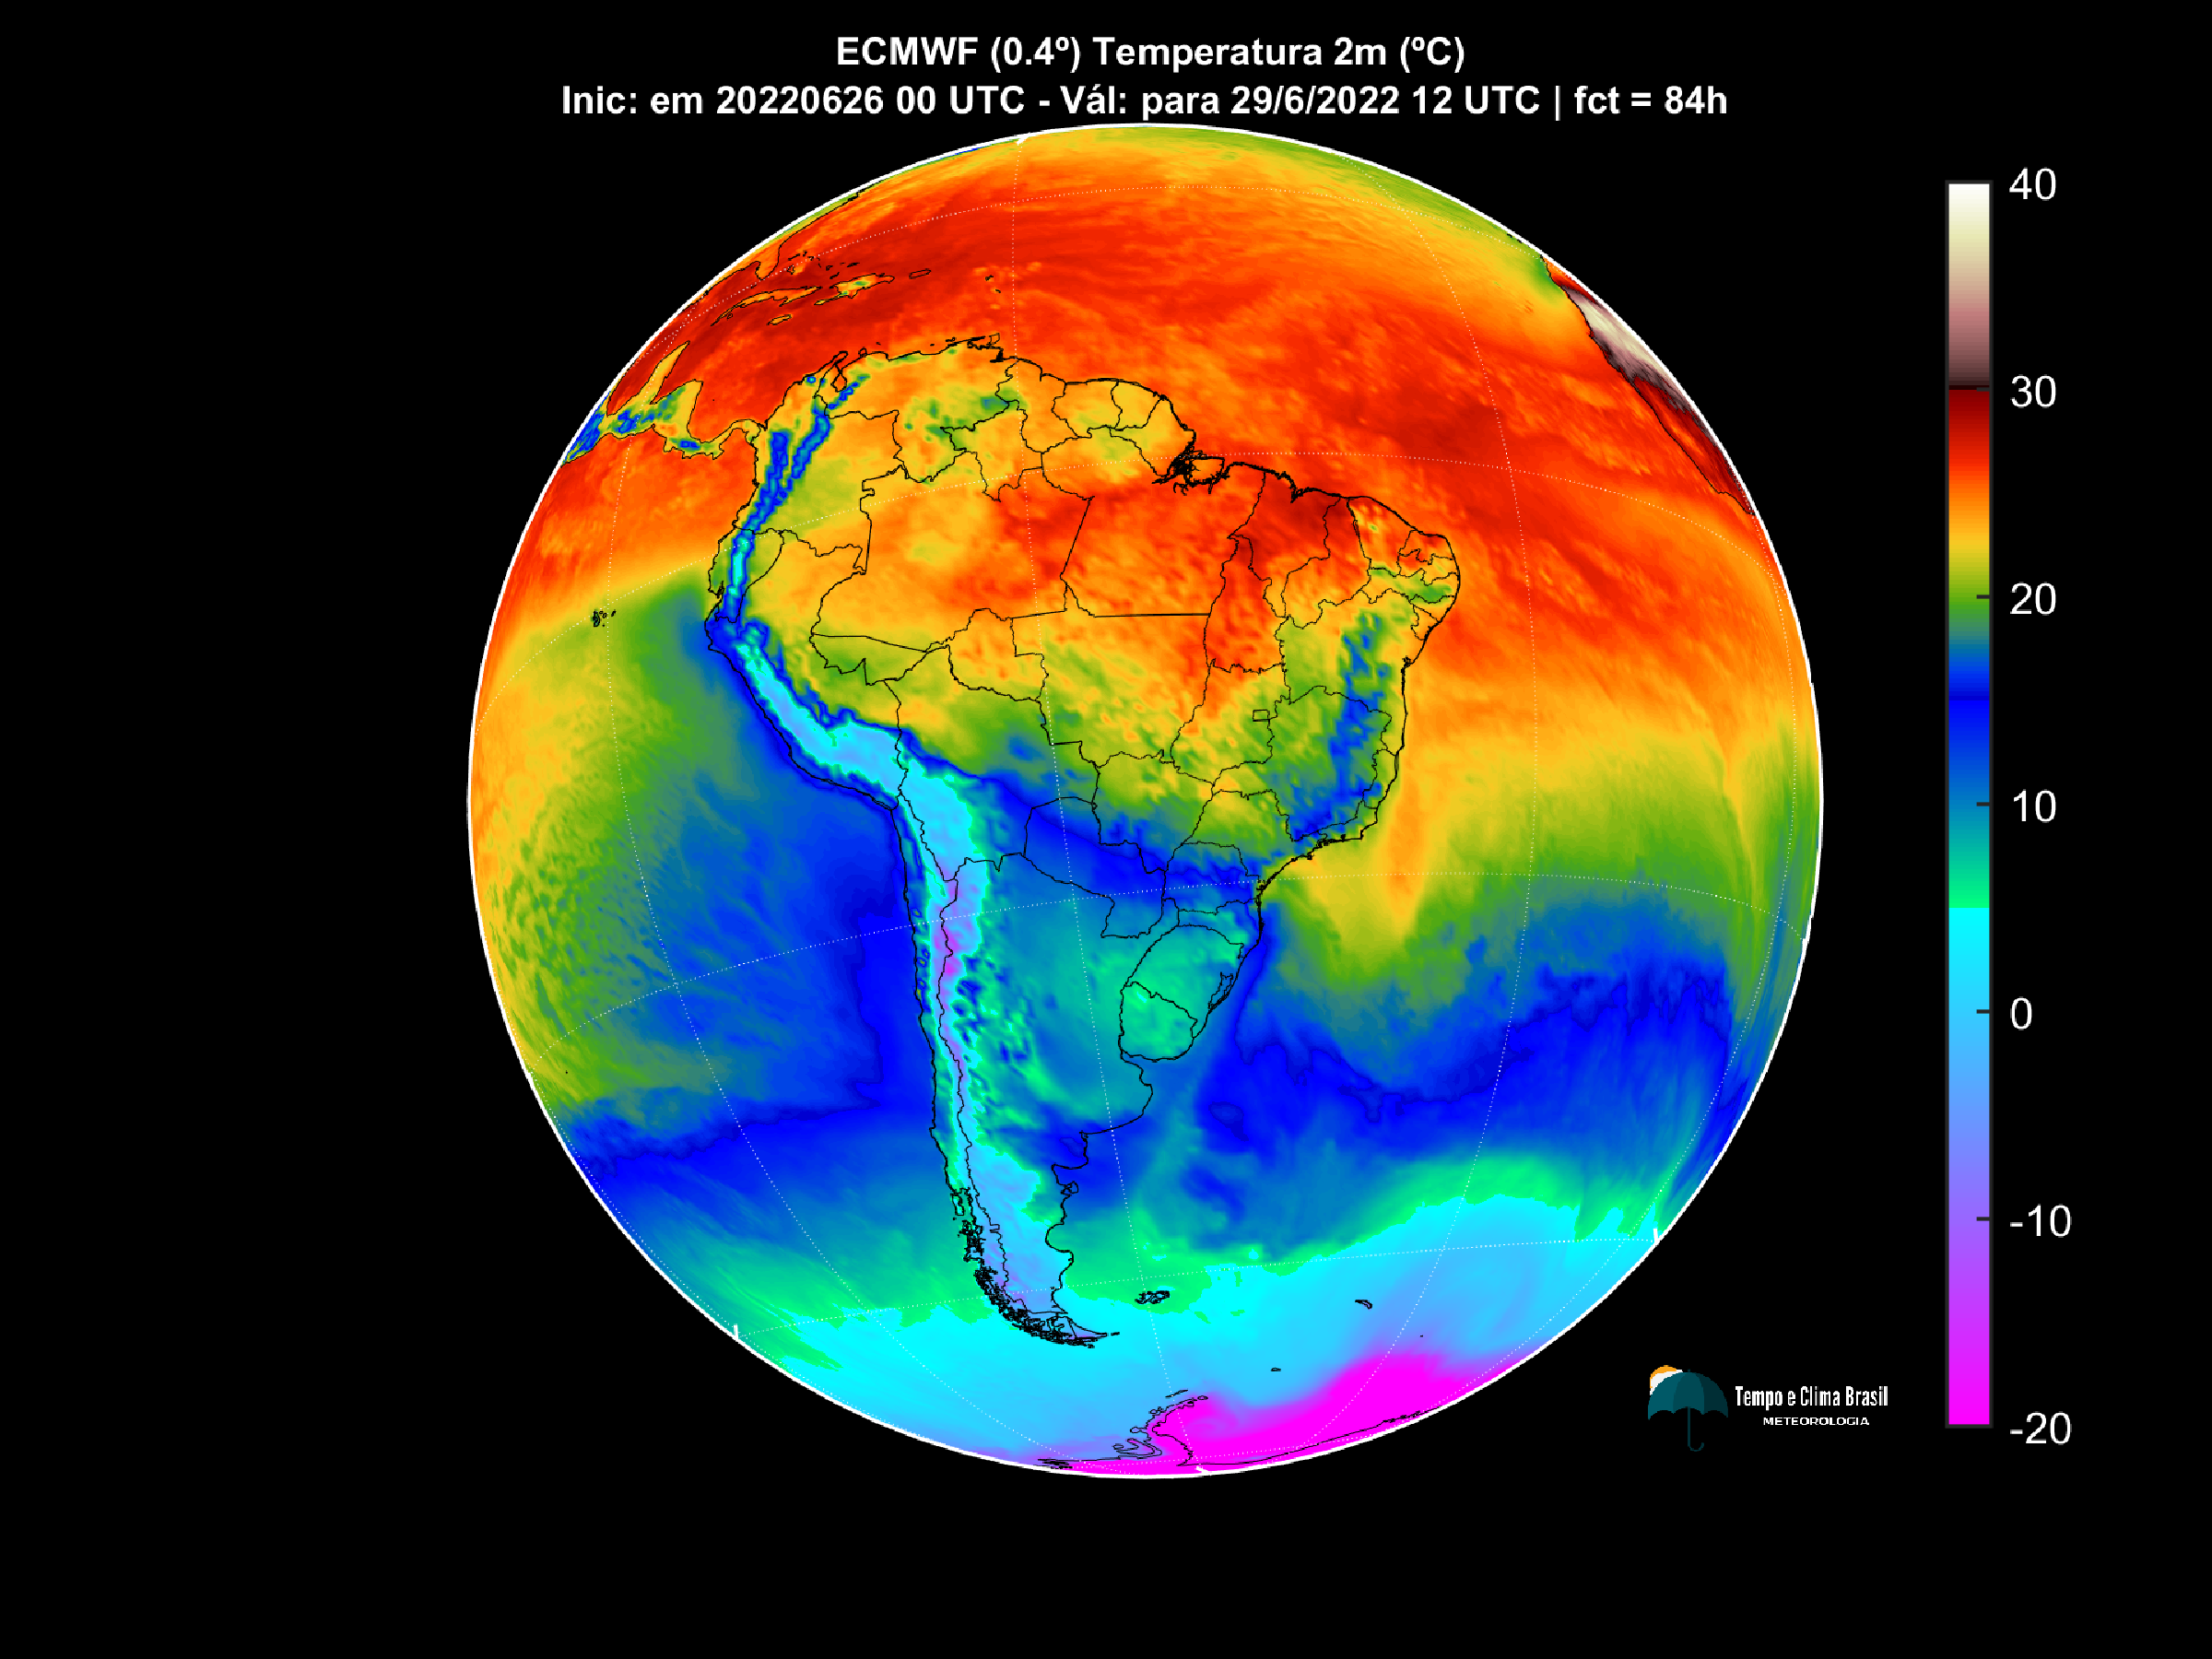 ECMWF (0.4º) Temperatura 2m (ºC)
Inic: em 20220626 00 UTC - Vál: para 29/6/2022 12 UTC | fct = 84h
40
30
20
10
0
-10
-20
Tempo e Clima Brasil
METEOROLOGIA